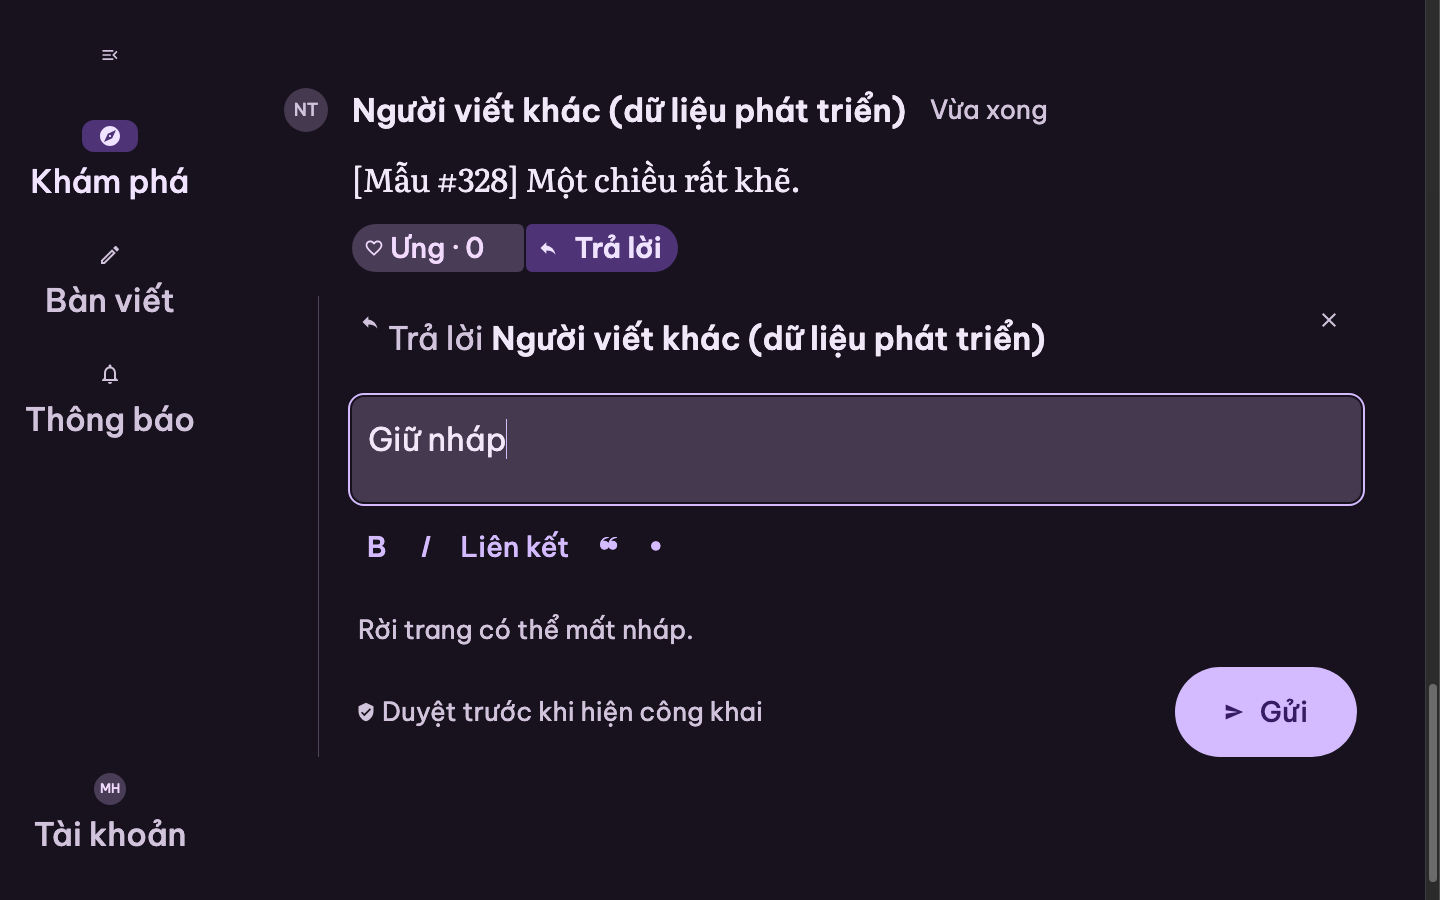 Khám phá
Bàn viết
Thông báo
MH
Tài khoản
NT
Người viết khác (dữ liệu phát triển) Vừa xong
[Mẫu #328] Một chiều rất khẽ.
Ưng · 0
Trả lời
Trả lời Người viết khác (dữ liệu phát triển)
Giữ nháp
B I Liên kết ❝ •
Rời trang có thể mất nháp.
Duyệt trước khi hiện công khai
Gửi